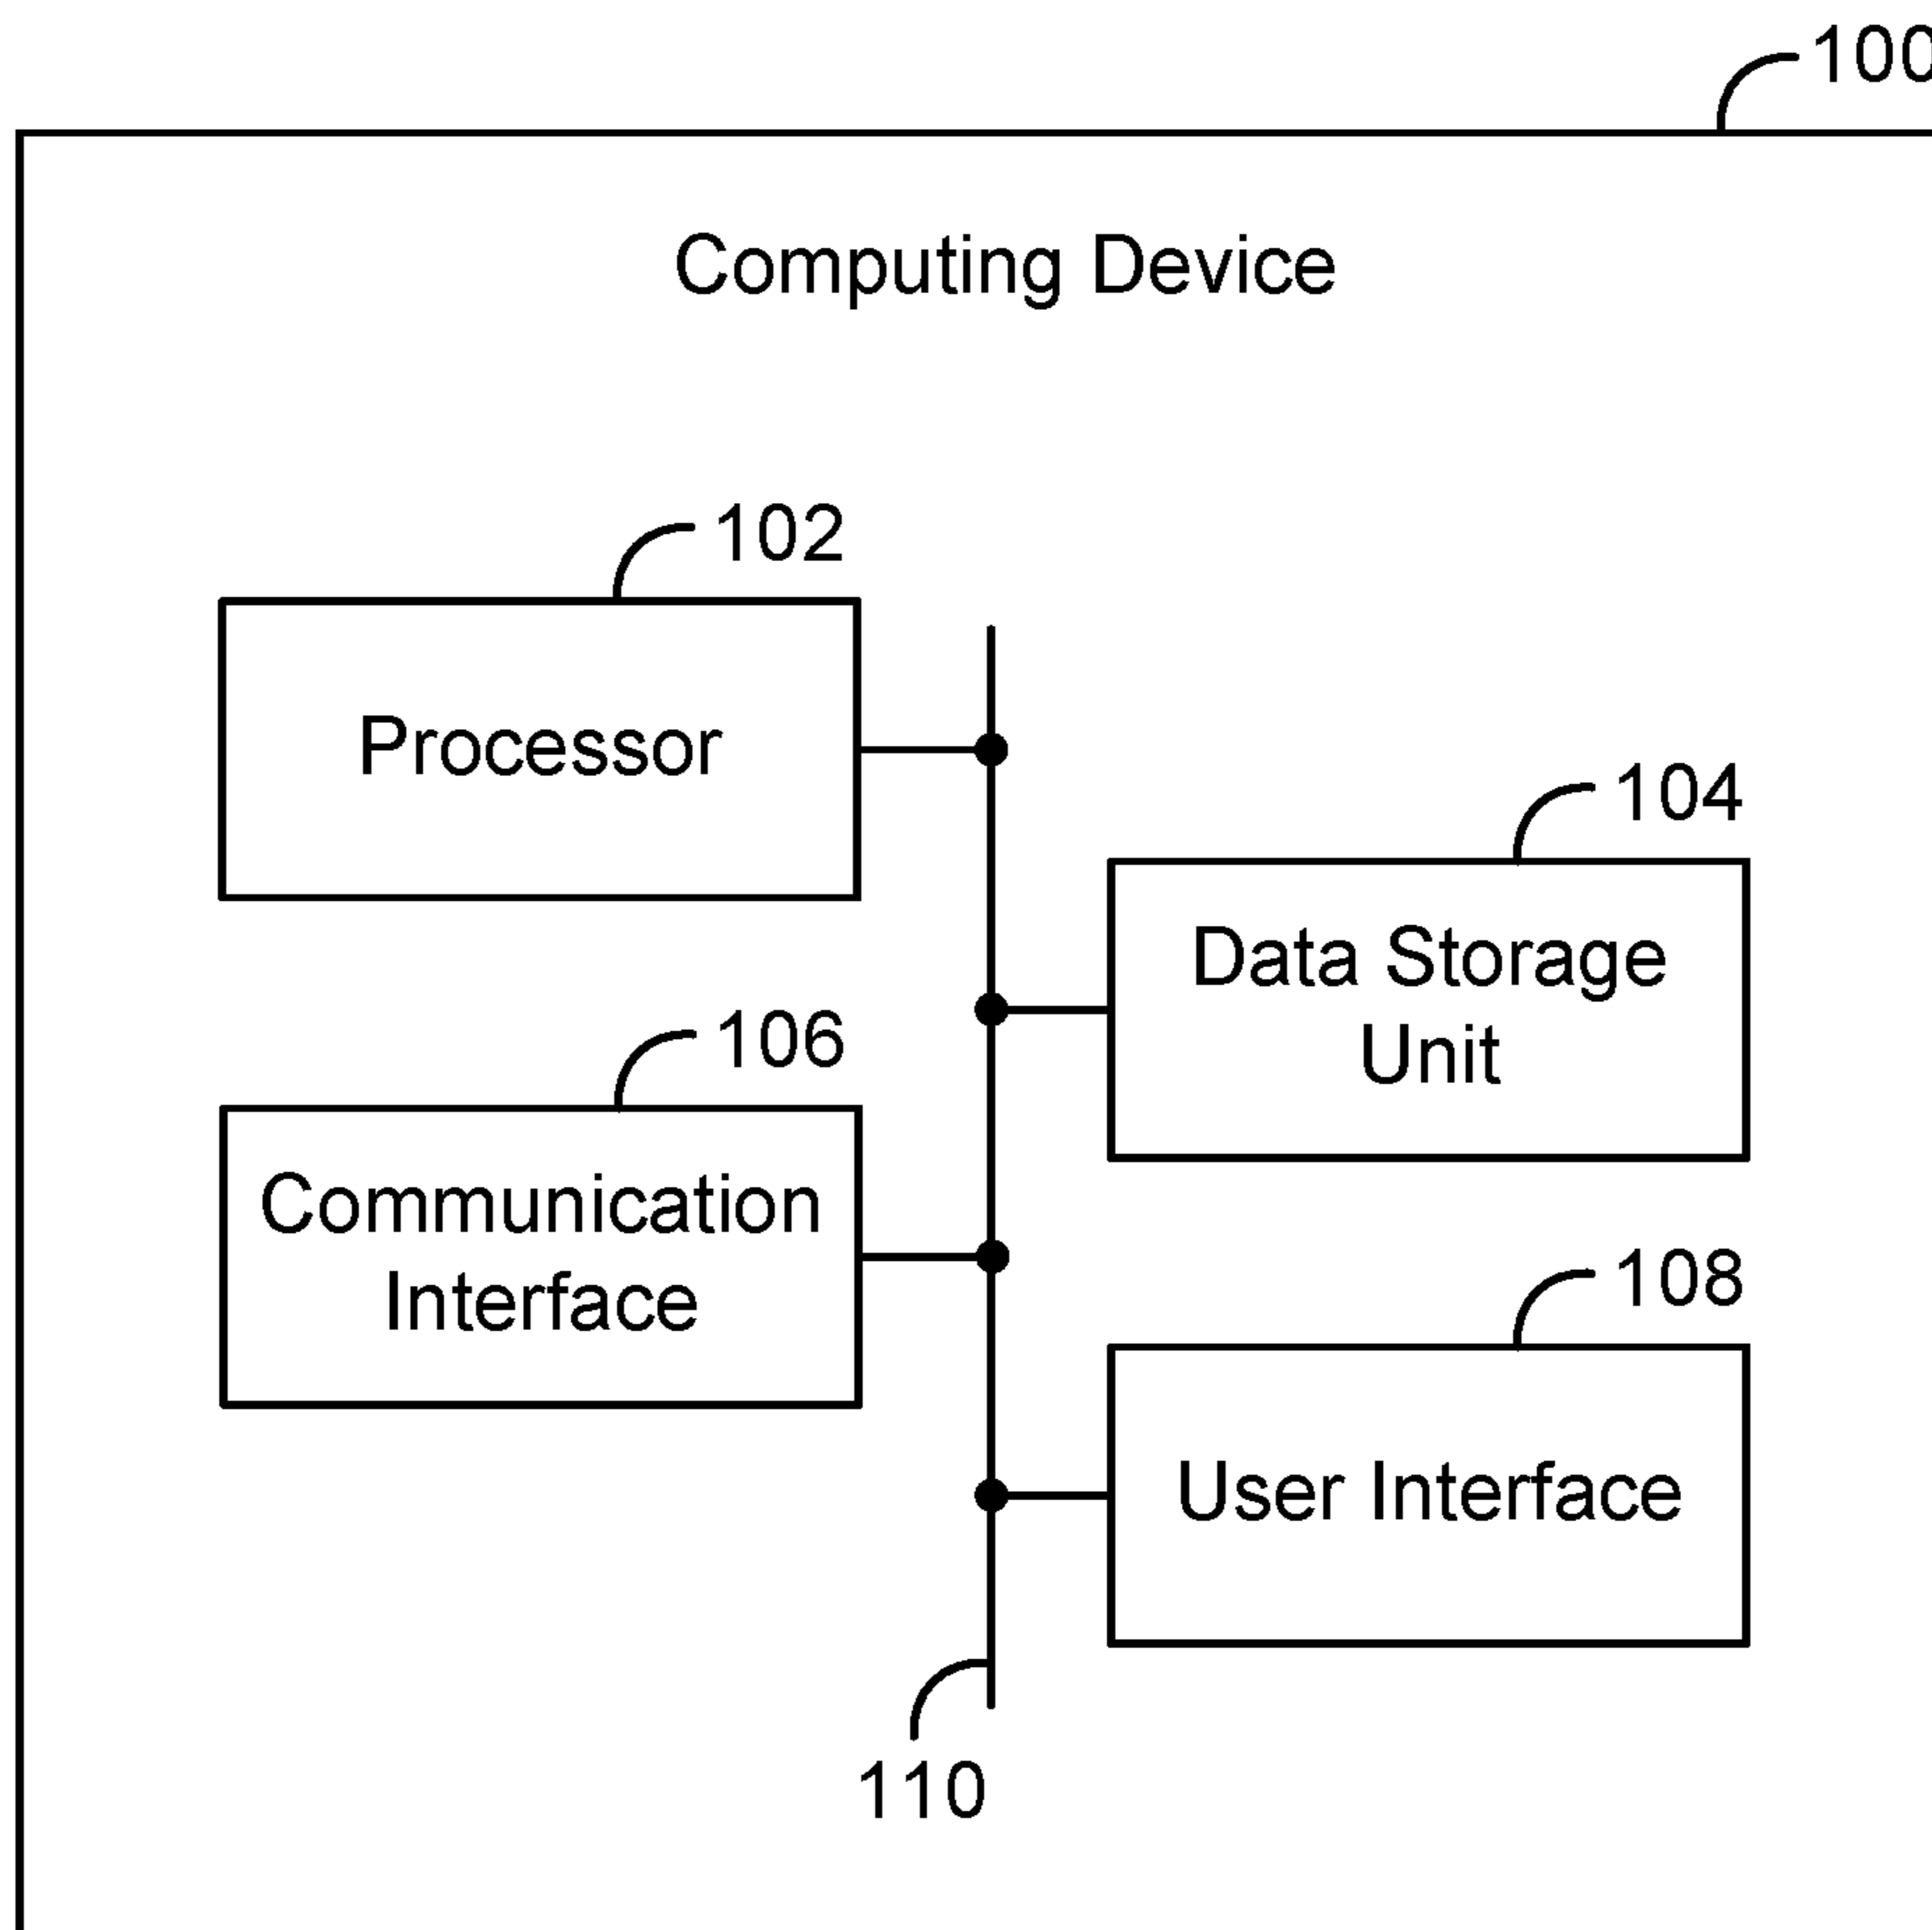 100
Computing Device
102
Processor
104
Data Storage
Unit
106
Communication
Interface
108
User Interface
110